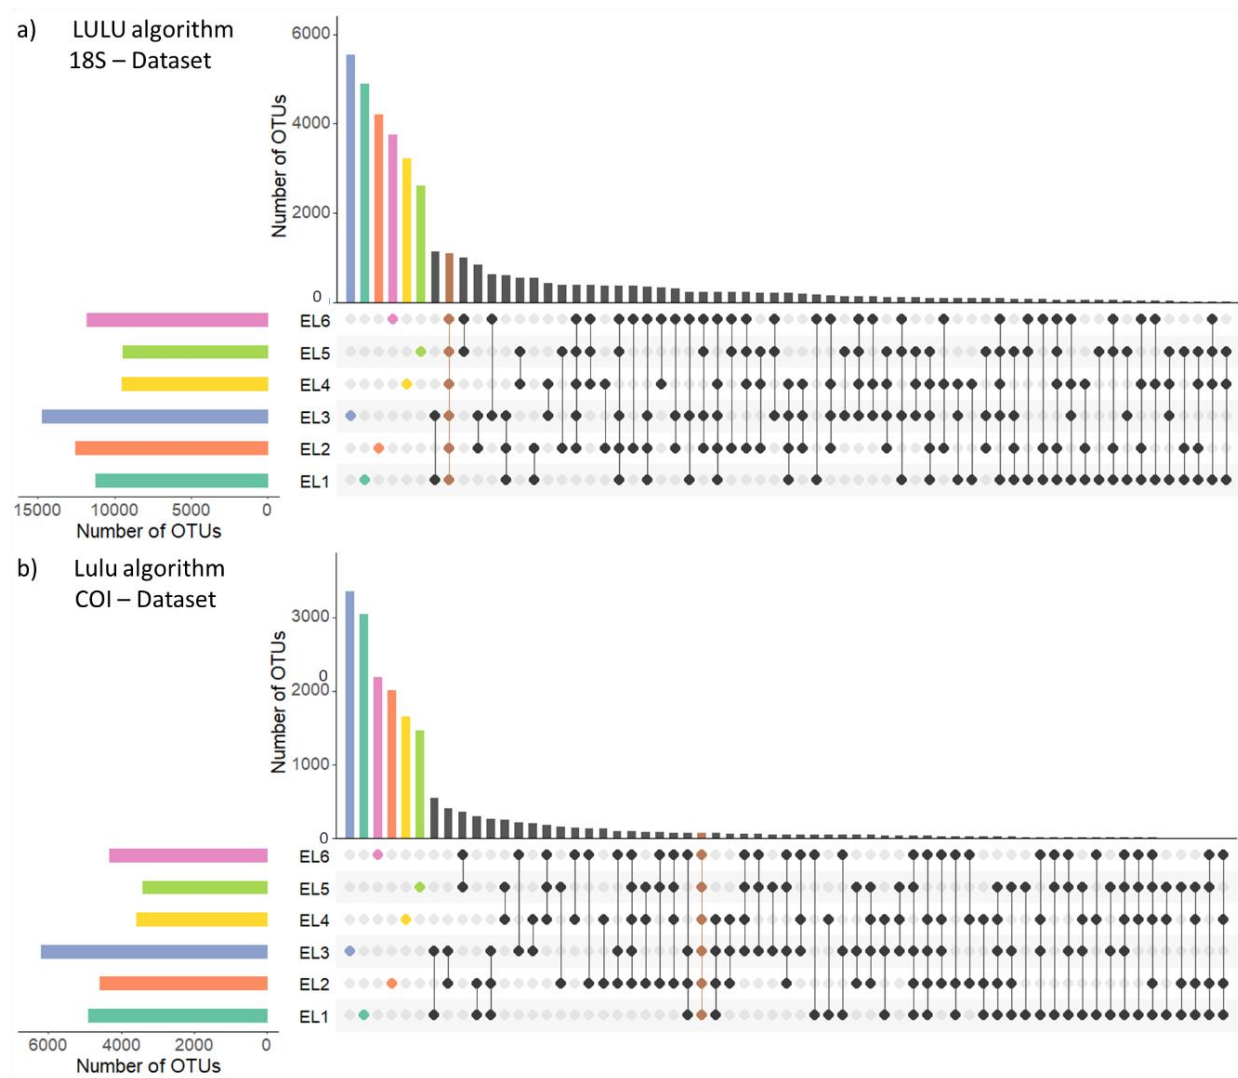 a) LULU algorithm
18S – Dataset
6000
4000
2000
0
Number of OTUs
EL6
EL5
EL4
EL3
EL2
EL1
15000 10000 5000 0
Number of OTUs
b) Lulu algorithm
COI – Dataset
3000
0
2000
1000
0
Number of OTUs
EL6
EL5
EL4
EL3
EL2
EL1
6000 4000 2000 0
Number of OTUs